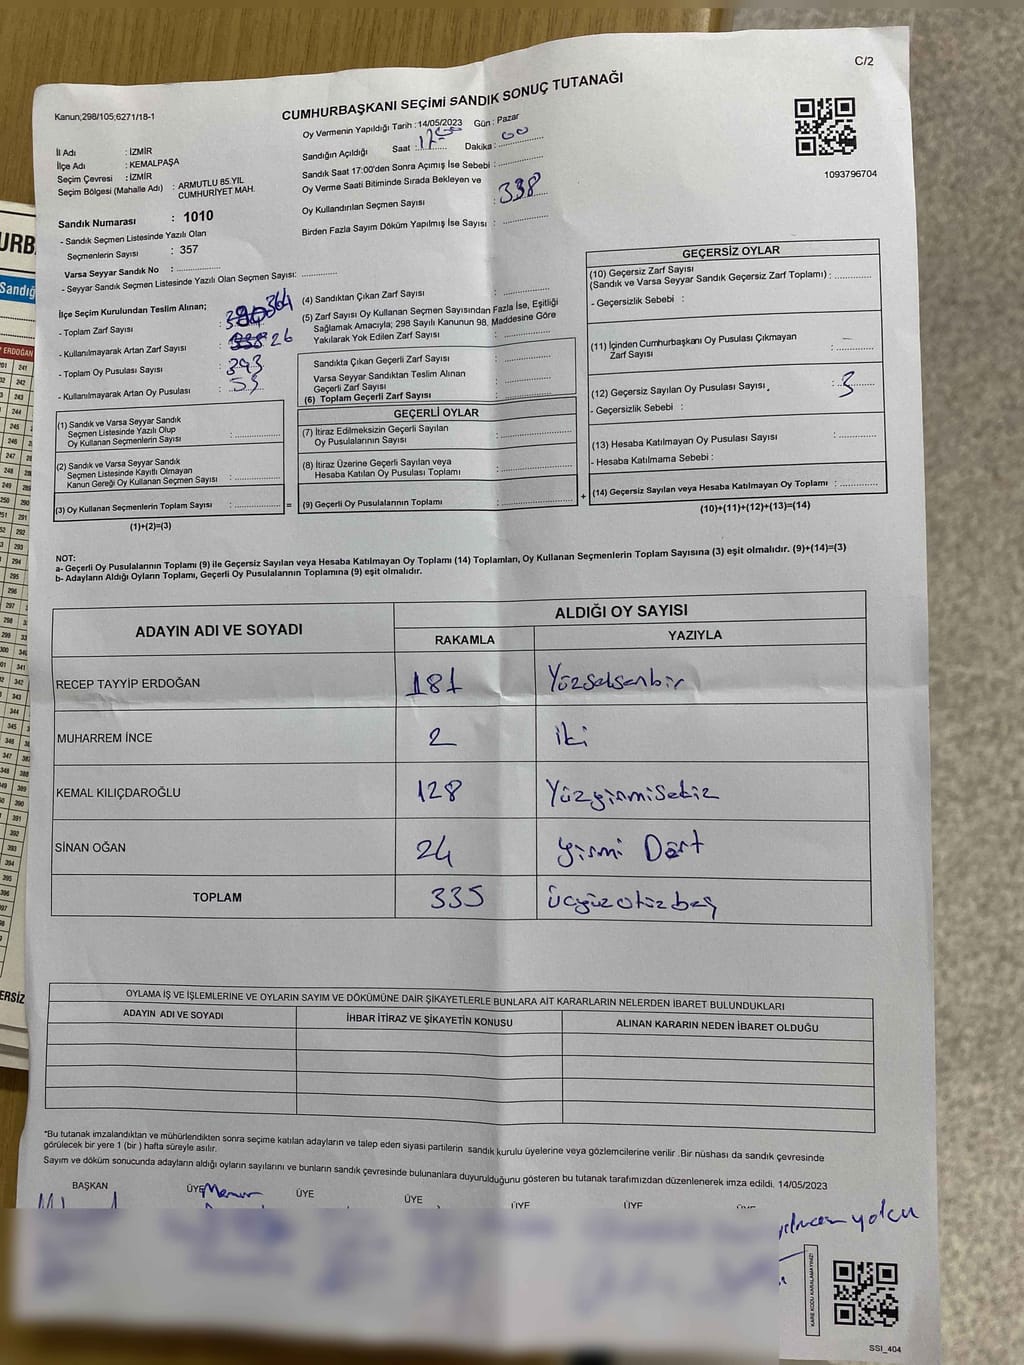 C/2
Kanun;298/105;6271/18-1
CUMHURBAŞKANI SEÇİMİ SANDIK SONUÇ TUTANAĞI
İl Adı : İZMİR
İlçe Adı : KEMALPAŞA
Seçim Çevresi : İZMİR
Seçim Bölgesi (Mahalle Adı) : ARMUTLU 85.YIL
CUMHURİYET MAH.
Sandık Numarası : 1010
- Sandık Seçmen Listesinde Yazılı Olan
Seçmenlerin Sayısı : 357
Varsa Seyyar Sandık No : ..............
- Seyyar Sandık Seçmen Listesinde Yazılı Olan Seçmen Sayısı: ..............
Oy Vermenin Yapıldığı Tarih : 14/05/2023 Gün : Pazar
Sandığın Açıldığı Saat : 17 00 Dakika : 00
Sandık Saat 17:00'den Sonra Açımış İse Sebebi : ..............
Oy Verme Saati Bitiminde Sırada Bekleyen ve
Oy Kullandırılan Seçmen Sayısı : 338
Birden Fazla Sayım Döküm Yapılmış İse Sayısı : ..............
1093796704
İlçe Seçim Kurulundan Teslim Alınan;
- Toplam Zarf Sayısı : 364
- Kullanılmayarak Artan Zarf Sayısı : 26
- Toplam Oy Pusulası Sayısı : 393
- Kullanılmayarak Artan Oy Pusulası : 53
(1) Sandık ve Varsa Seyyar Sandık
Seçmen Listesinde Yazılı Olup
Oy Kullanan Seçmenlerin Sayısı : ..............
(2) Sandık ve Varsa Seyyar Sandık
Seçmen Listesinde Kayıtlı Olmayan
Kanun Gereği Oy Kullanan Seçmen Sayısı : ..............
(3) Oy Kullanan Seçmenlerin Toplam Sayısı : .............. =
(1)+(2)=(3)
(4) Sandıktan Çıkan Zarf Sayısı : ..............
(5) Zarf Sayısı Oy Kullanan Seçmen Sayısından Fazla İse, Eşitliği
Sağlamak Amacıyla; 298 Sayılı Kanunun 98. Maddesine Göre
Yakılarak Yok Edilen Zarf Sayısı : ..............
Sandıkta Çıkan Geçerli Zarf Sayısı : ..............
Varsa Seyyar Sandıktan Teslim Alınan
Geçerli Zarf Sayısı : ..............
(6) Toplam Geçerli Zarf Sayısı : ..............
GEÇERLİ OYLAR
(7) İtiraz Edilmeksizin Geçerli Sayılan
Oy Pusulalarının Sayısı : ..............
(8) İtiraz Üzerine Geçerli Sayılan veya
Hesaba Katılan Oy Pusulası Toplamı : ..............
(9) Geçerli Oy Pusulalarının Toplamı : .............. +
GEÇERSİZ OYLAR
(10) Geçersiz Zarf Sayısı
(Sandık ve Varsa Seyyar Sandık Geçersiz Zarf Toplamı) : ..............
- Geçersizlik Sebebi :
(11) İçinden Cumhurbaşkanı Oy Pusulası Çıkmayan
Zarf Sayısı : ..............
(12) Geçersiz Sayılan Oy Pusulası Sayısı : 3
- Geçersizlik Sebebi :
(13) Hesaba Katılmayan Oy Pusulası Sayısı : ..............
- Hesaba Katılmama Sebebi :
(14) Geçersiz Sayılan veya Hesaba Katılmayan Oy Toplamı : ..............
(10)+(11)+(12)+(13)=(14)
NOT:
a- Geçerli Oy Pusulalarının Toplamı (9) ile Geçersiz Sayılan veya Hesaba Katılmayan Oy Toplamı (14) Toplamları, Oy Kullanan Seçmenlerin Toplam Sayısına (3) eşit olmalıdır. (9)+(14)=(3)
b- Adayların Aldığı Oyların Toplamı, Geçerli Oy Pusulalarının Toplamına (9) eşit olmalıdır.
ADAYIN ADI VE SOYADI ALDIĞI OY SAYISI
RAKAMLA YAZIYLA
RECEP TAYYİP ERDOĞAN 181 Yüzseksenbir
MUHARREM İNCE 2 iki
KEMAL KILIÇDAROĞLU 128 Yüzyirmisekiz
SİNAN OĞAN 24 yirmi Dört
TOPLAM 335 üçyüzotuzbeş
OYLAMA İŞ VE İŞLEMLERİNE VE OYLARIN SAYIM VE DÖKÜMÜNE DAİR ŞİKAYETLERLE BUNLARA AİT KARARLARIN NELERDEN İBARET BULUNDUKLARI
ADAYIN ADI VE SOYADI İHBAR İTİRAZ VE ŞİKAYETİN KONUSU ALINAN KARARIN NEDEN İBARET OLDUĞU
*Bu tutanak imzalandıktan ve mühürlendikten sonra seçime katılan adayların ve talep eden siyasi partilerin sandık kurulu üyelerine veya gözlemcilerine verilir .Bir nüshası da sandık çevresinde
görülecek bir yere 1 (bir ) hafta süreyle asılır.
Sayım ve döküm sonucunda adayların aldığı oyların sayılarını ve bunların sandık çevresinde bulunanlara duyurulduğunu gösteren bu tutanak tarafımızdan düzenlenerek imza edildi. 14/05/2023
BAŞKAN ÜYE Memur ÜYE ÜYE ÜYE ÜYE
yolcu
KARE KODU KARALAMAYINIZ!
SSI_404